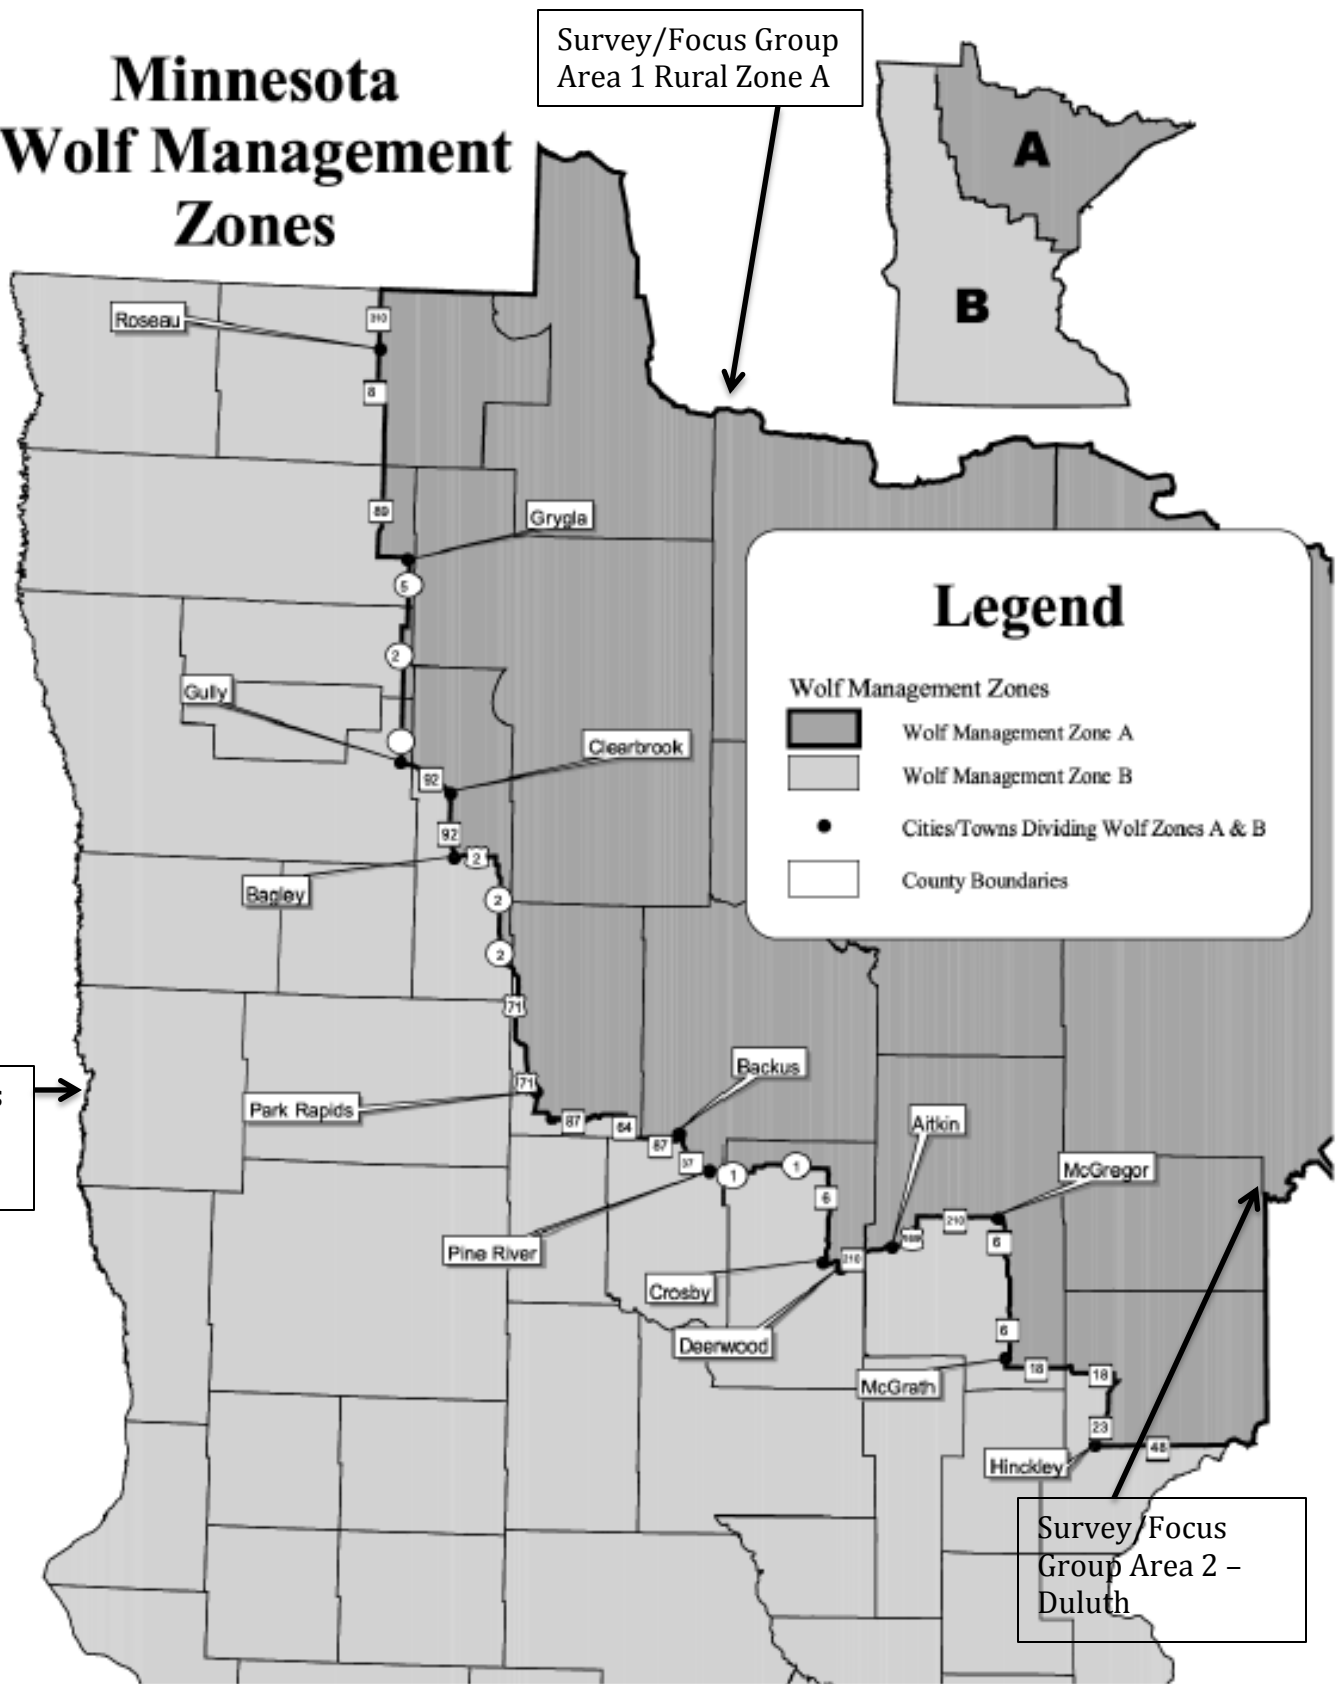 Minnesota
Wolf Management
Zones
Survey/Focus Group
Area 1 Rural Zone A
A
B
Roseau
310
8
89
Grygla
5
2
Gully
Clearbrook
92
92
2
Bagley
2
2
71
71
Park Rapids
87
64
87
Backus
37
1
1
6
Pine River
Aitkin
McGregor
210
6
210
Crosby
Deerwood
6
McGrath
18
18
23
48
Hinckley
Legend
Wolf Management Zones
Wolf Management Zone A
Wolf Management Zone B
Cities/Towns Dividing Wolf Zones A & B
County Boundaries
s
Survey/Focus
Group Area 2 –
Duluth